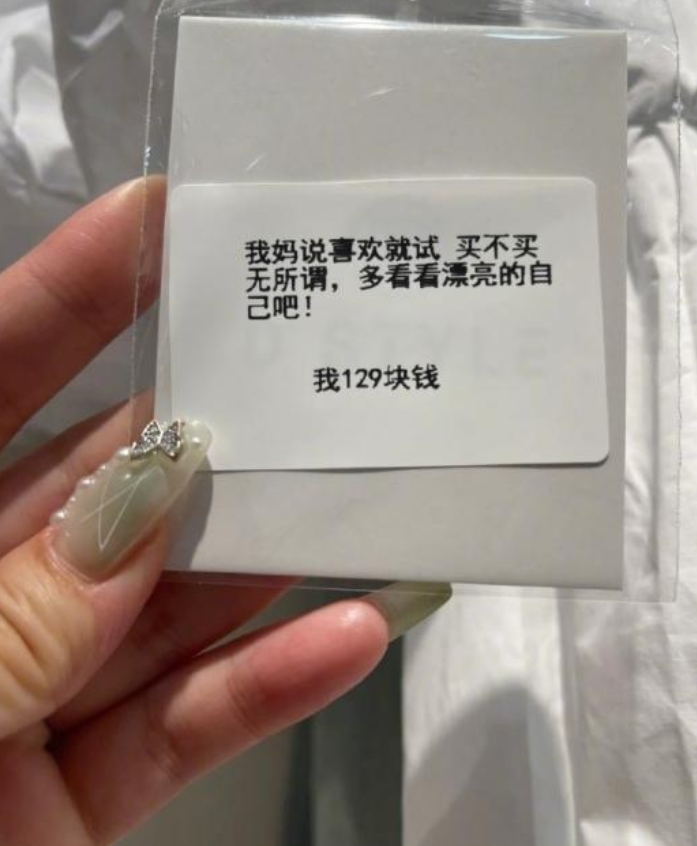 我妈说喜欢就试 买不买
无所谓，多看看漂亮的自
己吧！
我129块钱